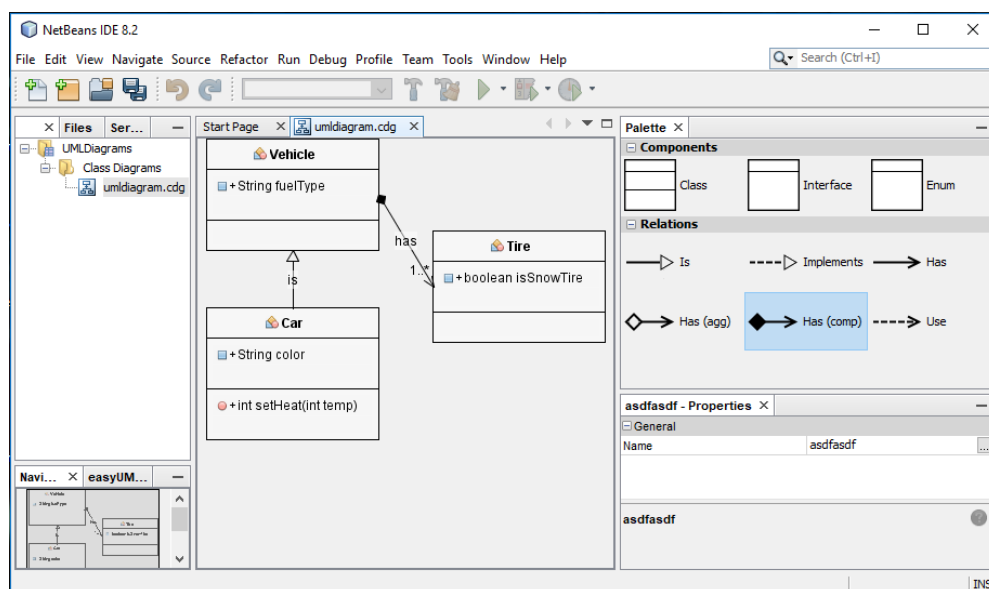 NetBeans IDE 8.2
File Edit View Navigate Source Refactor Run Debug Profile Team Tools Window Help
Search (Ctrl+I)
Files
Ser...
UMLDiagrams
Class Diagrams
umldiagram.cdg
Start Page
umldiagram.cdg
Vehicle
+ String fuelType
has
1..*
Tire
+ boolean isSnowTire
is
Car
+ String color
+ int setHeat(int temp)
Palette
Components
Class
Interface
Enum
Relations
Is
Implements
Has
Has (agg)
Has (comp)
Use
asdfasdf - Properties
General
Name
asdfasdf
...
asdfasdf
Navi...
easyUM...
INS